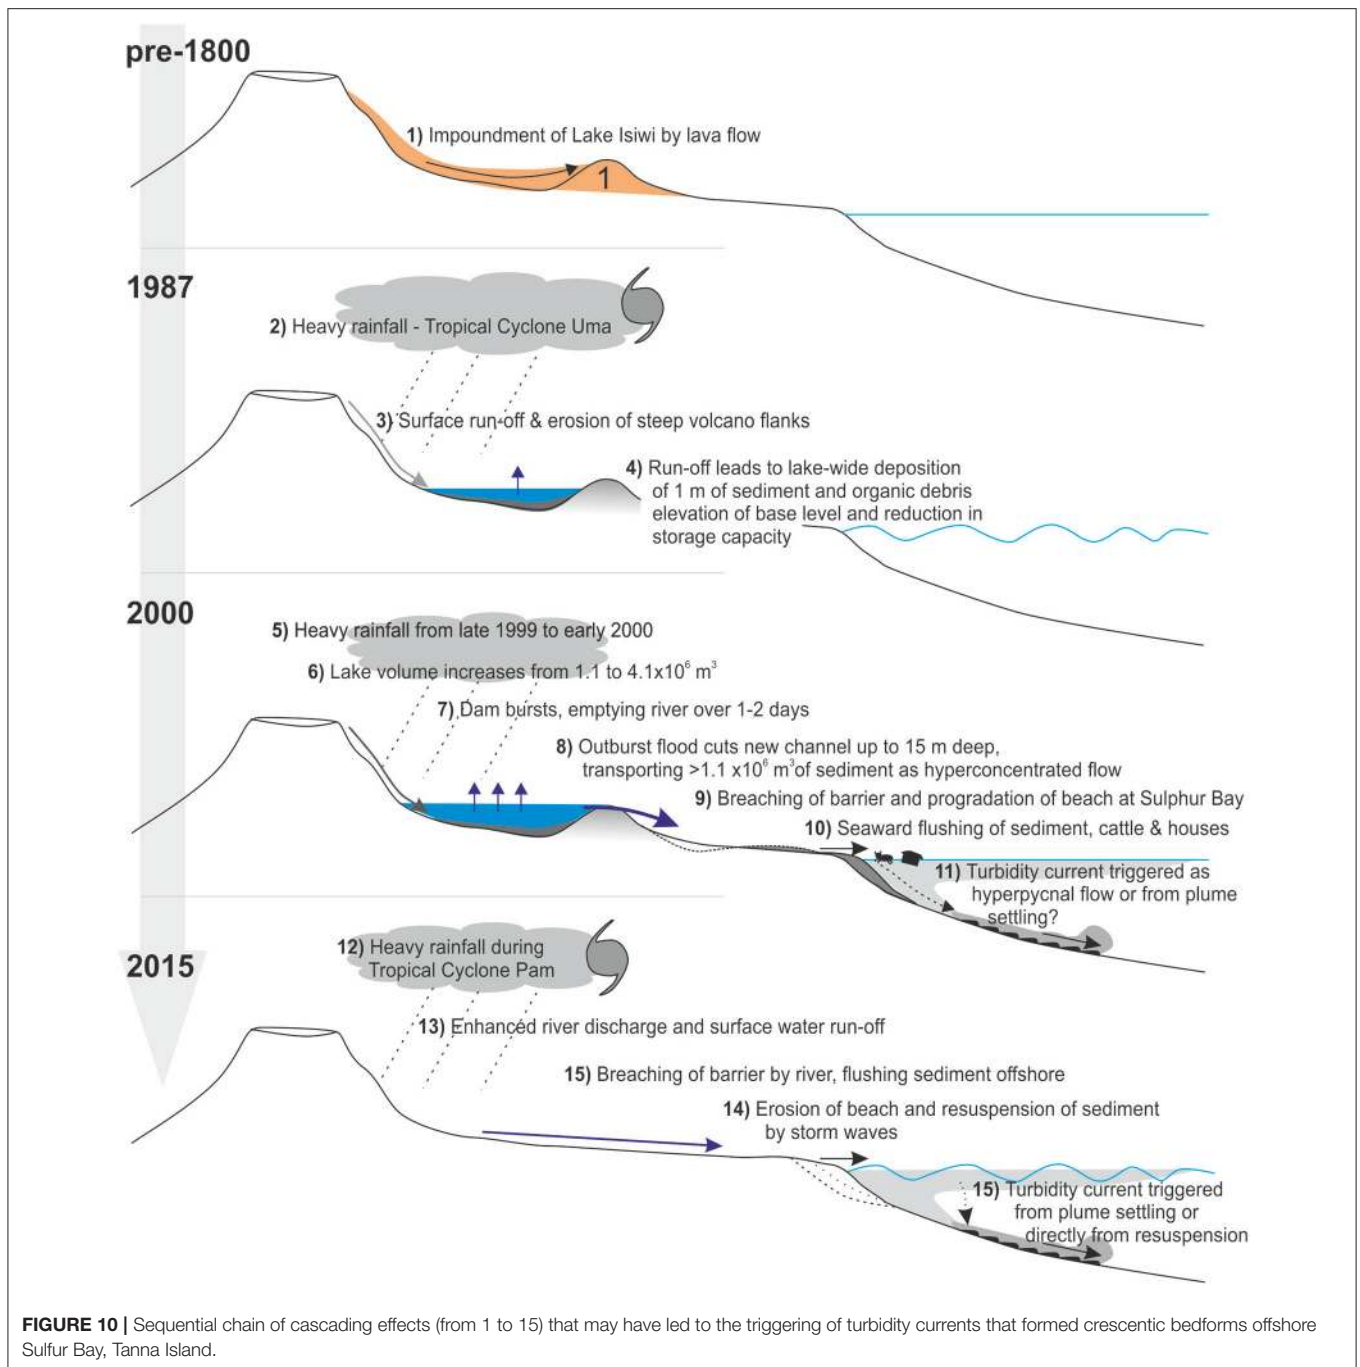 pre-1800
1) Impoundment of Lake Isiwi by lava flow
1
1987
2) Heavy rainfall - Tropical Cyclone Uma
3) Surface run-off & erosion of steep volcano flanks
4) Run-off leads to lake-wide deposition
of 1 m of sediment and organic debris
elevation of base level and reduction in
storage capacity
2000
5) Heavy rainfall from late 1999 to early 2000
6) Lake volume increases from 1.1 to 4.1x10⁶ m³
7) Dam bursts, emptying river over 1-2 days
8) Outburst flood cuts new channel up to 15 m deep,
transporting >1.1 x10⁶ m³of sediment as hyperconcentrated flow
9) Breaching of barrier and progradation of beach at Sulphur Bay
10) Seaward flushing of sediment, cattle & houses
11) Turbidity current triggered as
hyperpycnal flow or from plume
settling?
2015
12) Heavy rainfall during
Tropical Cyclone Pam
13) Enhanced river discharge and surface water run-off
15) Breaching of barrier by river, flushing sediment offshore
14) Erosion of beach and resuspension of sediment
by storm waves
15) Turbidity current triggered
from plume settling or
directly from resuspension
FIGURE 10 | Sequential chain of cascading effects (from 1 to 15) that may have led to the triggering of turbidity currents that formed crescentic bedforms offshore
Sulfur Bay, Tanna Island.